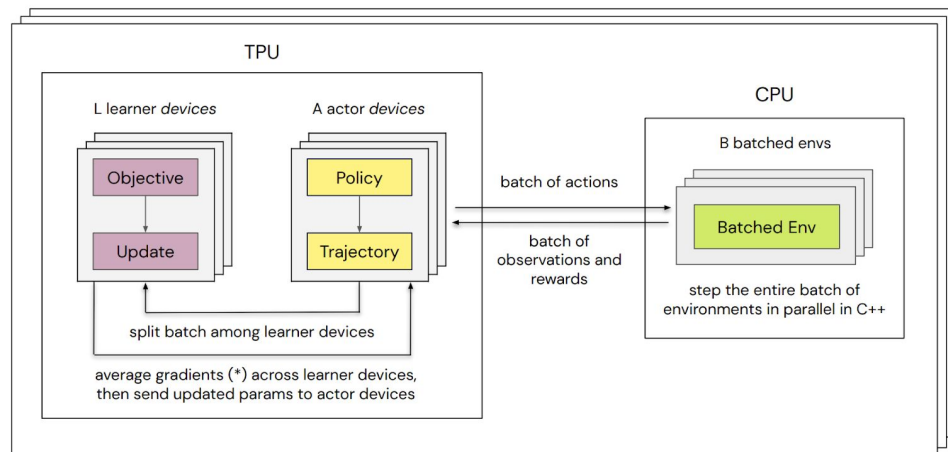 TPU
L learner devices
A actor devices
Objective
Update
Policy
Trajectory
split batch among learner devices
average gradients (*) across learner devices,
then send updated params to actor devices
batch of actions
batch of
observations and
rewards
CPU
B batched envs
Batched Env
step the entire batch of
environments in parallel in C++